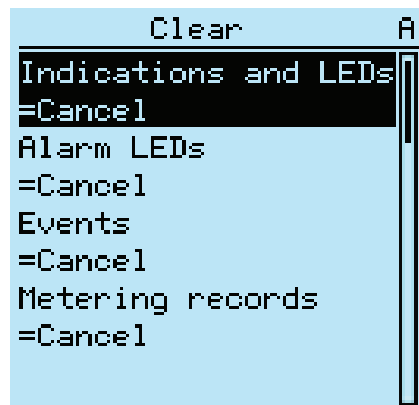 Clear A
Indications and LEDs
=Cancel
Alarm LEDs
=Cancel
Events
=Cancel
Metering records
=Cancel